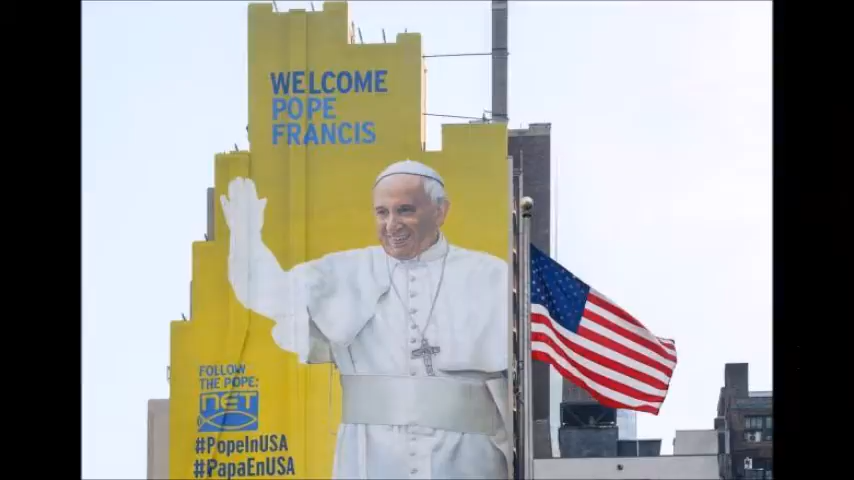 WELCOME
POPE
FRANCIS
FOLLOW
THE POPE:
NET
#PopeInUSA
#PapaEnUSA